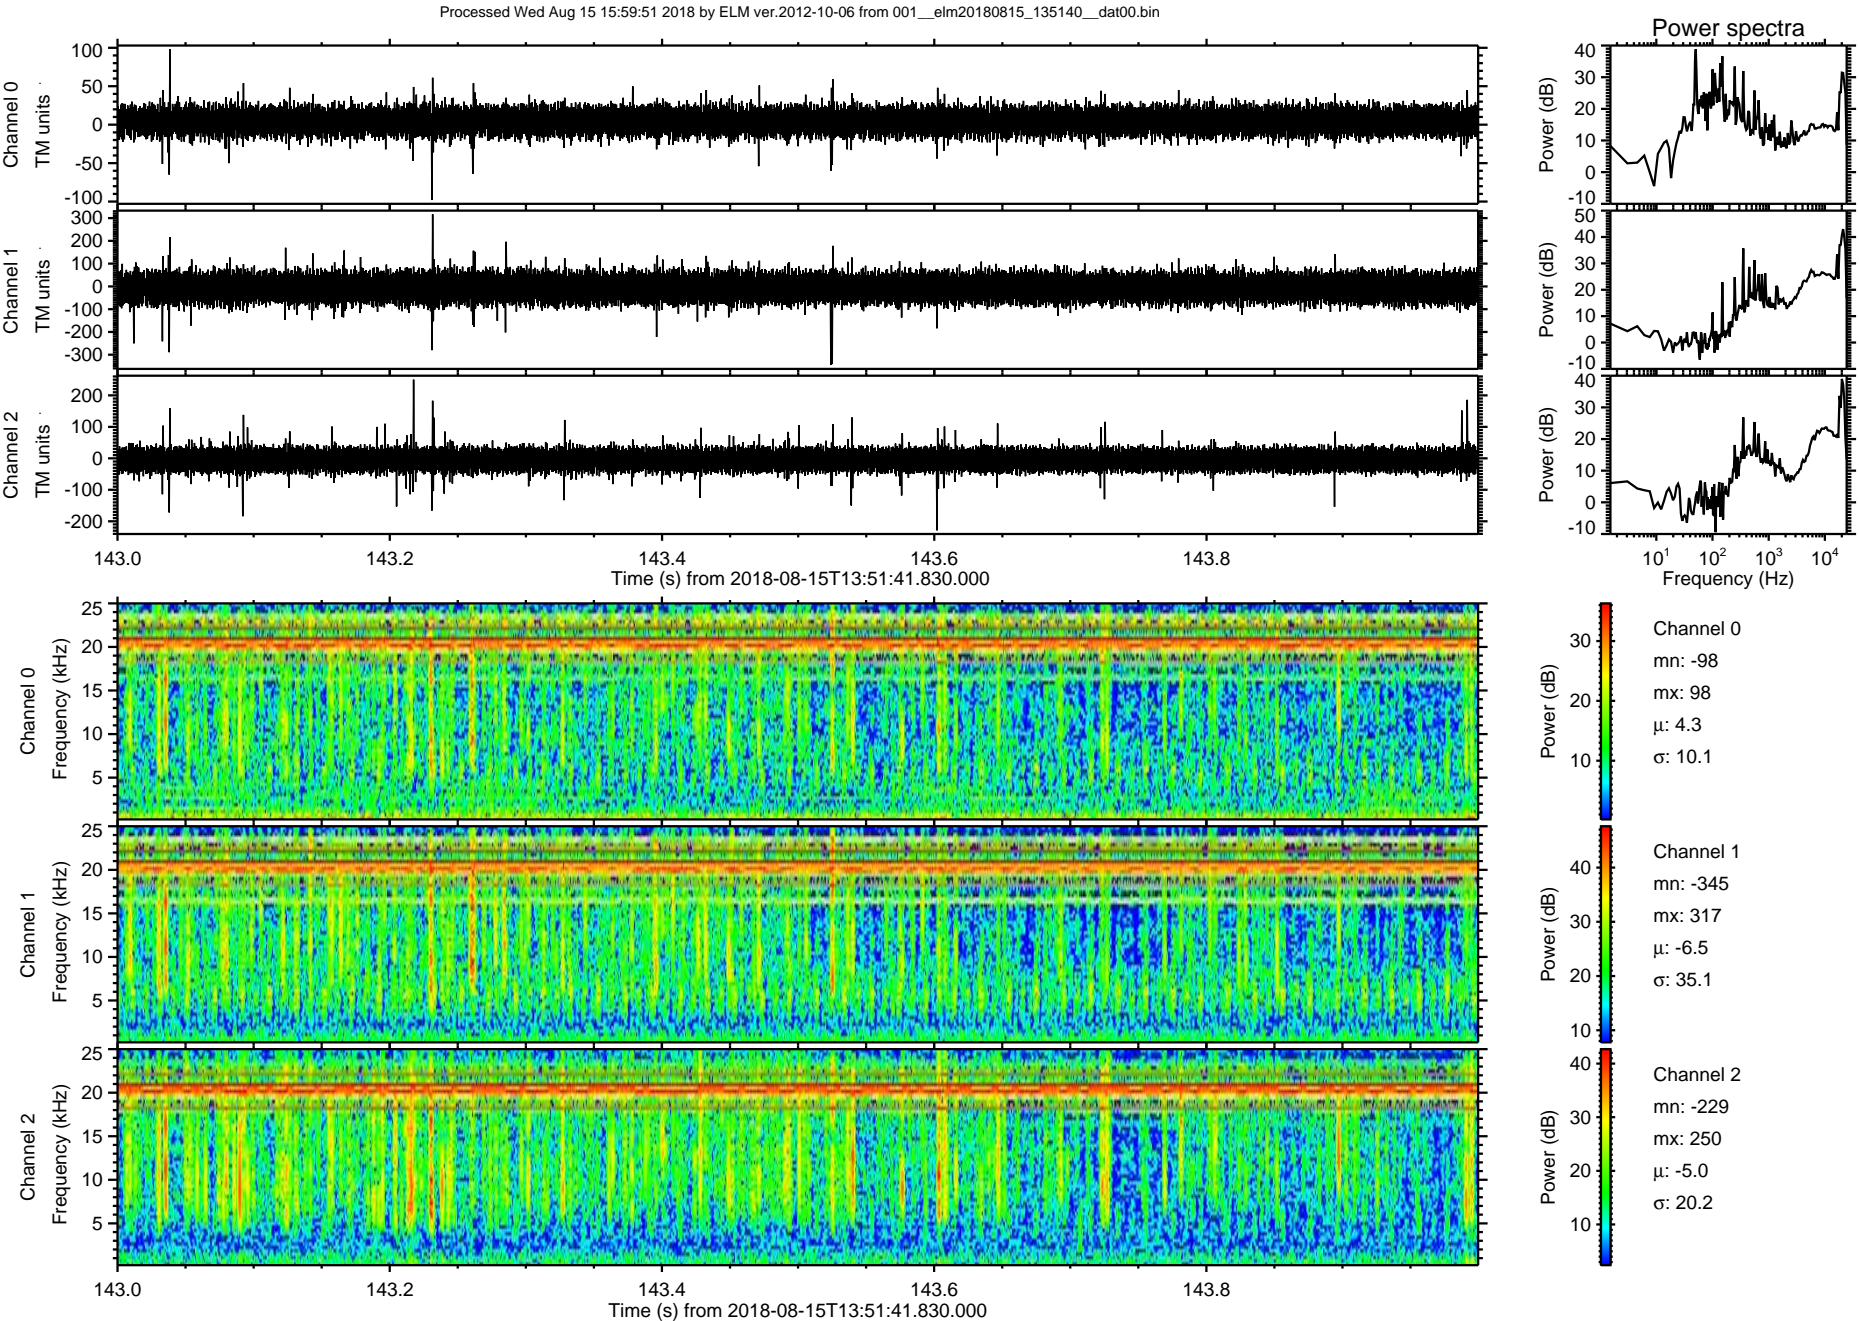 Processed Wed Aug 15 15:59:51 2018 by ELM ver.2012-10-06 from 001__elm20180815_135140__dat00.bin
Power spectra
Channel 0
TM units
100
50
0
-50
-100
Power (dB)
40
30
20
10
0
-10
Channel 1
TM units
300
200
100
0
-100
-200
-300
Power (dB)
50
40
30
20
10
0
-10
Channel 2
TM units
200
100
0
-100
-200
Power (dB)
40
30
20
10
0
-10
143.0 143.2 143.4 143.6 143.8
Time (s) from 2018-08-15T13:51:41.830.000
10^1 10^2 10^3 10^4
Frequency (Hz)
Channel 0
Frequency (kHz)
25
20
15
10
5
Power (dB)
30
20
10
Channel 0
mn: -98
mx: 98
μ: 4.3
σ: 10.1
Channel 1
Frequency (kHz)
25
20
15
10
5
Power (dB)
40
30
20
10
Channel 1
mn: -345
mx: 317
μ: -6.5
σ: 35.1
Channel 2
Frequency (kHz)
25
20
15
10
5
Power (dB)
40
30
20
10
Channel 2
mn: -229
mx: 250
μ: -5.0
σ: 20.2
143.0 143.2 143.4 143.6 143.8
Time (s) from 2018-08-15T13:51:41.830.000